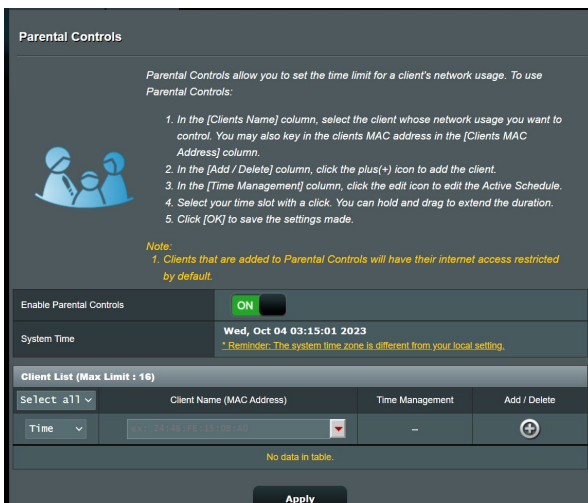 Parental Controls
Parental Controls allow you to set the time limit for a client's network usage. To use
Parental Controls:
1. In the [Clients Name] column, select the client whose network usage you want to
control. You may also key in the clients MAC address in the [Clients MAC
Address] column.
2. In the [Add / Delete] column, click the plus(+) icon to add the client.
3. In the [Time Management] column, click the edit icon to edit the Active Schedule.
4. Select your time slot with a click. You can hold and drag to extend the duration.
5. Click [OK] to save the settings made.
Note:
1. Clients that are added to Parental Controls will have their internet access restricted
by default.
Enable Parental Controls ON
System Time Wed, Oct 04 03:15:01 2023
* Reminder: The system time zone is different from your local setting.
Client List (Max Limit : 16)
Select all Client Name (MAC Address) Time Management Add / Delete
Time --
No data in table.
Apply